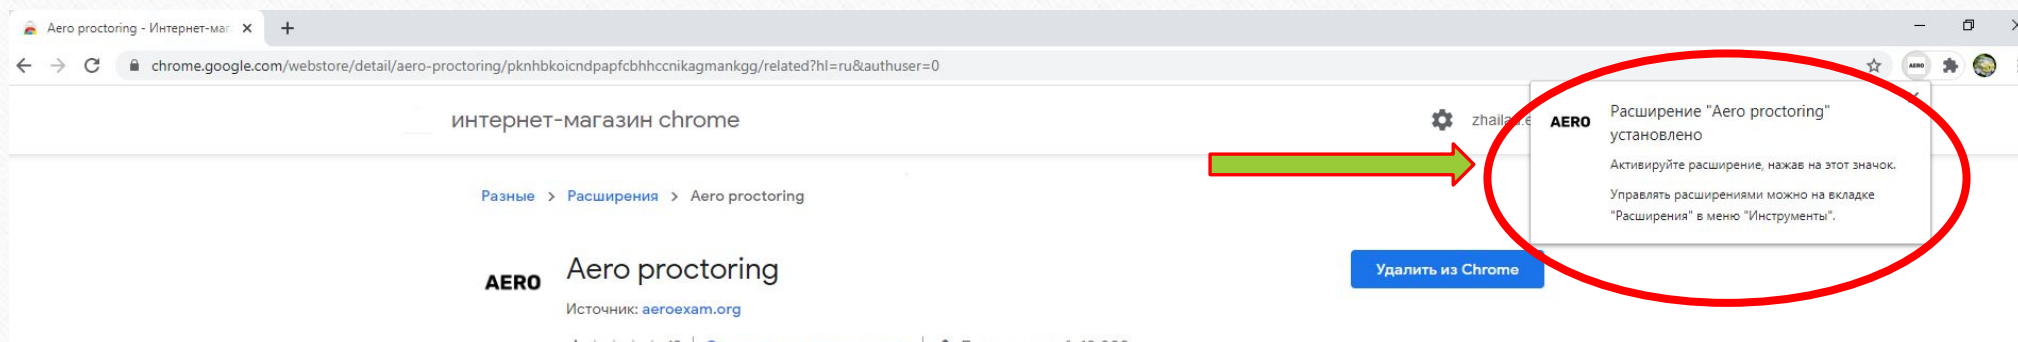 Aero proctoring - Интернет-маг
chrome.google.com/webstore/detail/aero-proctoring/pknhbkoicndpapfcbhhccnikagmankgg/related?hl=ru&authuser=0
AERO
интернет-магазин chrome
AERO
Расширение "Aero proctoring"
установлено
Активируйте расширение, нажав на этот значок.
Управлять расширениями можно на вкладке
"Расширения" в меню "Инструменты".
Разные > Расширения > Aero proctoring
AERO
Aero proctoring
Удалить из Chrome
Источник: aeroexam.org